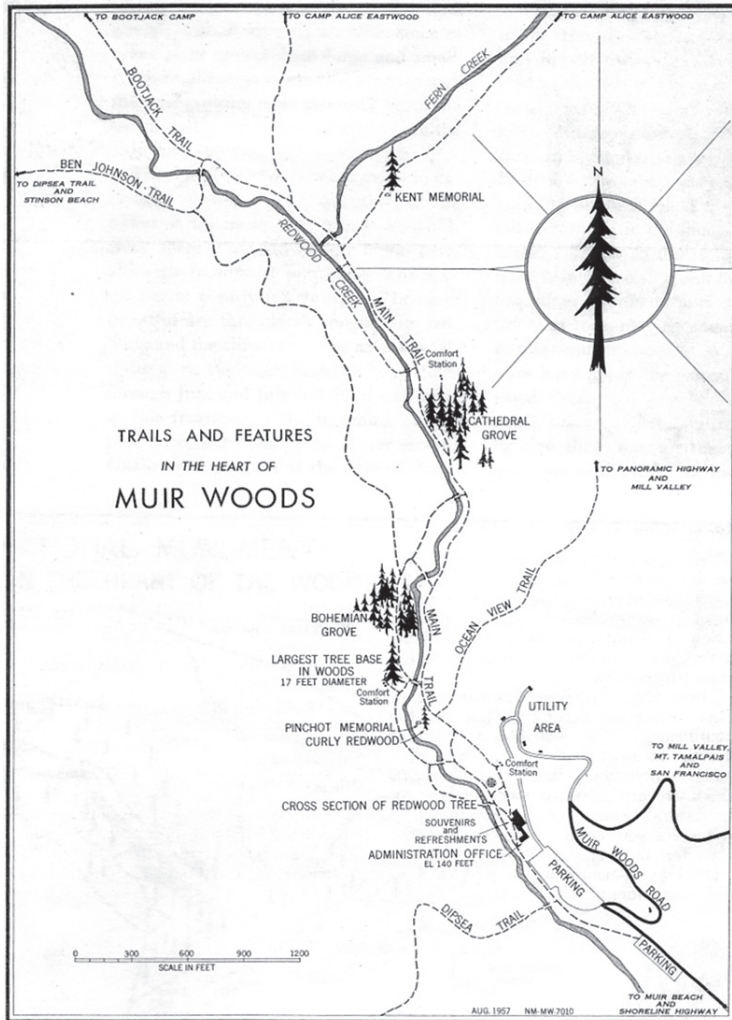 TO BOOTJACK CAMP
TO CAMP ALICE EASTWOOD
TO CAMP ALICE EASTWOOD
BOOTJACK TRAIL
FERN CREEK
BEN JOHNSON TRAIL
TO DIPSEA TRAIL
AND
STINSON BEACH
KENT MEMORIAL
N
REDWOOD CREEK
MAIN TRAIL
Comfort
Station
CATHEDRAL
GROVE
TRAILS AND FEATURES
IN THE HEART OF
MUIR WOODS
TO PANORAMIC HIGHWAY
AND
MILL VALLEY
OCEAN VIEW TRAIL
BOHEMIAN
GROVE
MAIN TRAIL
LARGEST TREE BASE
IN WOODS
17 FEET DIAMETER
Comfort
Station
PINCHOT MEMORIAL
CURLY REDWOOD
UTILITY
AREA
TO MILL VALLEY,
MT. TAMALPAIS
AND
SAN FRANCISCO
Comfort
Station
CROSS SECTION OF REDWOOD TREE
SOUVENIRS
and
REFRESHMENTS
ADMINISTRATION OFFICE
EL 140 FEET
MUIR WOODS ROAD
PARKING
DIPSEA TRAIL
PARKING
0 300 600 900 1200
SCALE IN FEET
TO MUIR BEACH
AND
SHORELINE HIGHWAY
AUG. 1957 NM-MW-7010